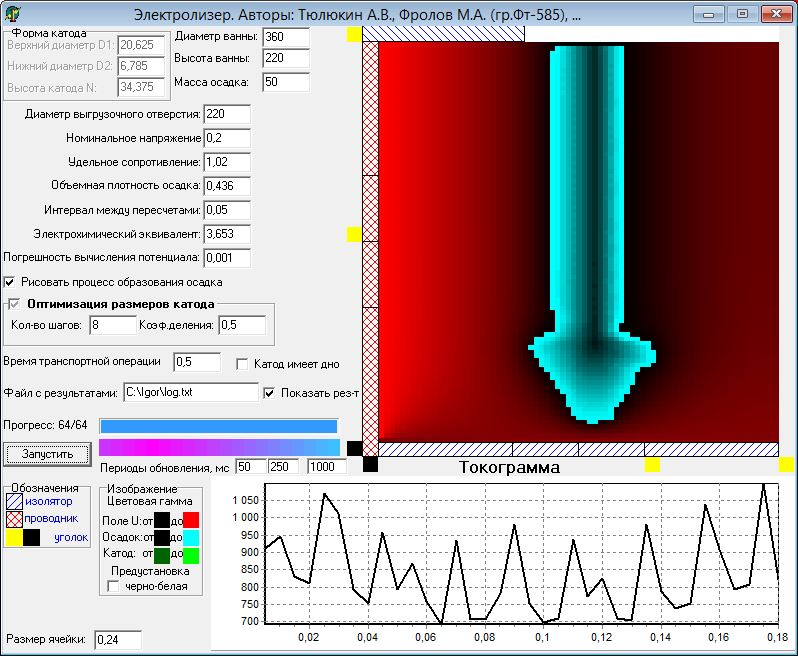 Электролизер. Авторы: Тюлюкин А.В., Фролов М.А. (гр.Фт-585), ...
Форма катода
Верхний диаметр D1: 20,625
Нижний диаметр D2: 6,785
Высота катода N: 34,375
Диаметр ванны: 360
Высота ванны: 220
Масса осадка: 50
Диаметр выгрузочного отверстия: 220
Номинальное напряжение 0,2
Удельное сопротивление: 1,02
Объемная плотность осадка: 0,436
Интервал между пересчетами: 0,05
Электрохимический эквивалент: 3,653
Погрешность вычисления потенциала: 0,001
Рисовать процесс образования осадка
Оптимизация размеров катода
Кол-во шагов: 8 Коэф.деления: 0,5
Время транспортной операции 0,5 Катод имеет дно
Файл с результатами: C:\Igor\log.txt Показать рез-т
Прогресс: 64/64
Запустить
Периоды обновления, мс 50 250 1000
Обозначения
изолятор
проводник
уголок
Изображение
Цветовая гамма
Поле U: от до
Осадок: от до
Катод: от до
Предустановка
черно-белая
Размер ячейки: 0,24
Токограмма
1 050
1 000
950
900
850
800
750
700
0,02 0,04 0,06 0,08 0,1 0,12 0,14 0,16 0,18